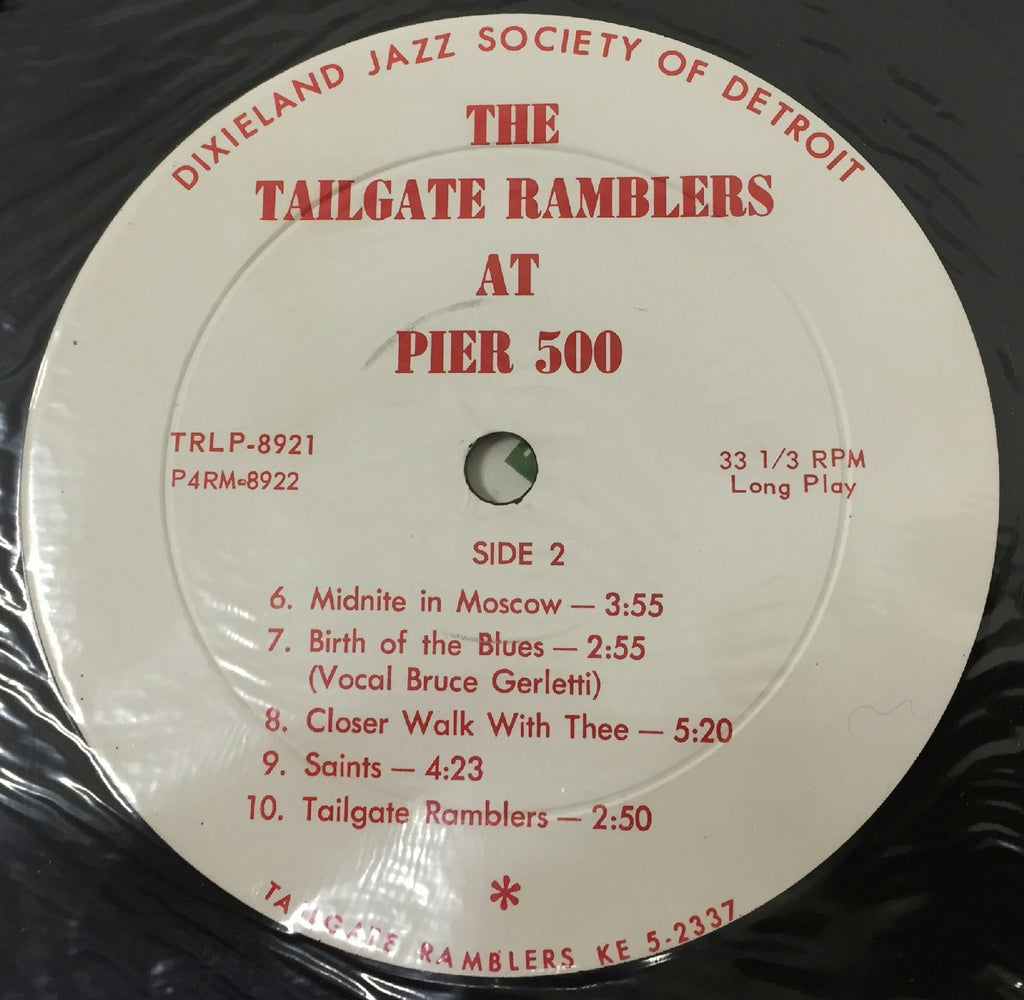 DIXIELAND JAZZ SOCIETY OF DETROIT
THE
TAILGATE RAMBLERS
AT
PIER 500
TRLP-8921
P4RM-8922
33 1/3 RPM
Long Play
SIDE 2
6. Midnite in Moscow — 3:55
7. Birth of the Blues — 2:55
(Vocal Bruce Gerletti)
8. Closer Walk With Thee — 5:20
9. Saints — 4:23
10. Tailgate Ramblers — 2:50
*
TAILGATE RAMBLERS KE 5-2337